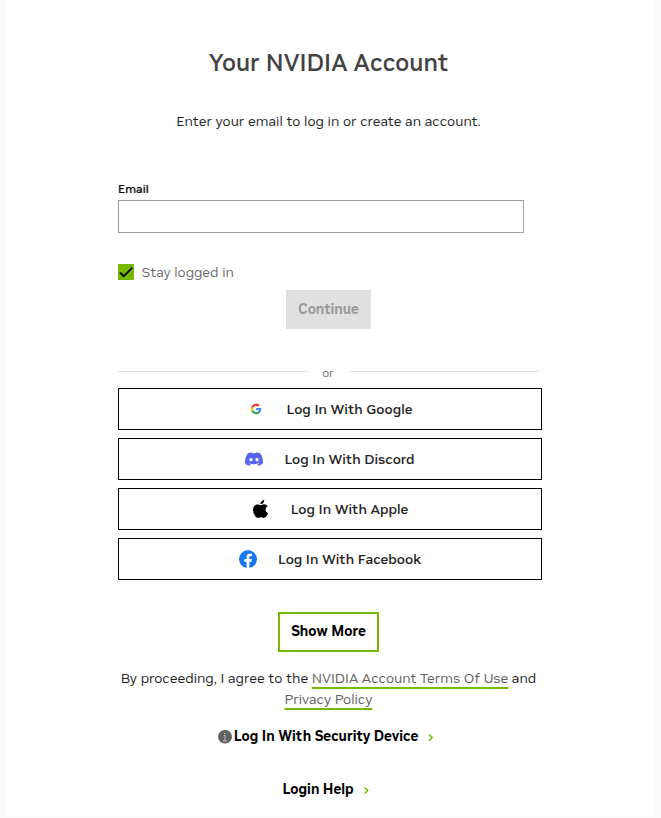 Your NVIDIA Account
Enter your email to log in or create an account.
Email
Stay logged in
Continue
or
Log In With Google
Log In With Discord
Log In With Apple
Log In With Facebook
Show More
By proceeding, I agree to the NVIDIA Account Terms Of Use and
Privacy Policy
Log In With Security Device
Login Help